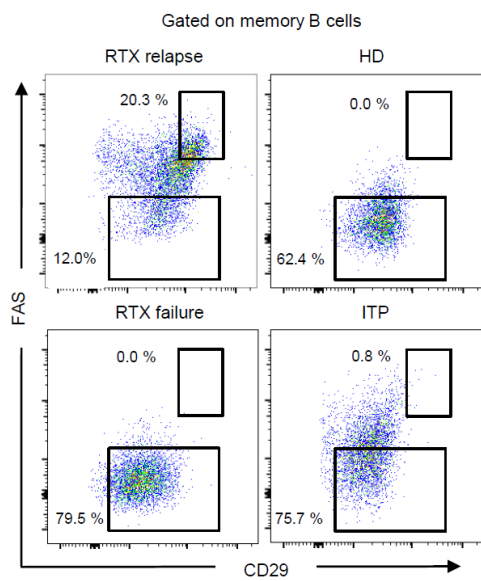 Gated on memory B cells
RTX relapse
HD
20.3 %
0.0 %
12.0%
62.4 %
RTX failure
ITP
0.0 %
0.8 %
79.5 %
75.7 %
FAS
CD29